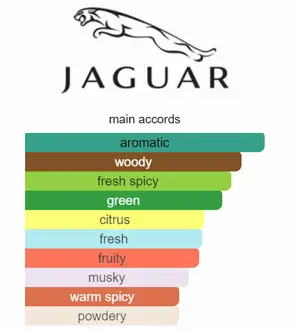 JAGUAR
main accords
aromatic
woody
fresh spicy
green
citrus
fresh
fruity
musky
warm spicy
powdery